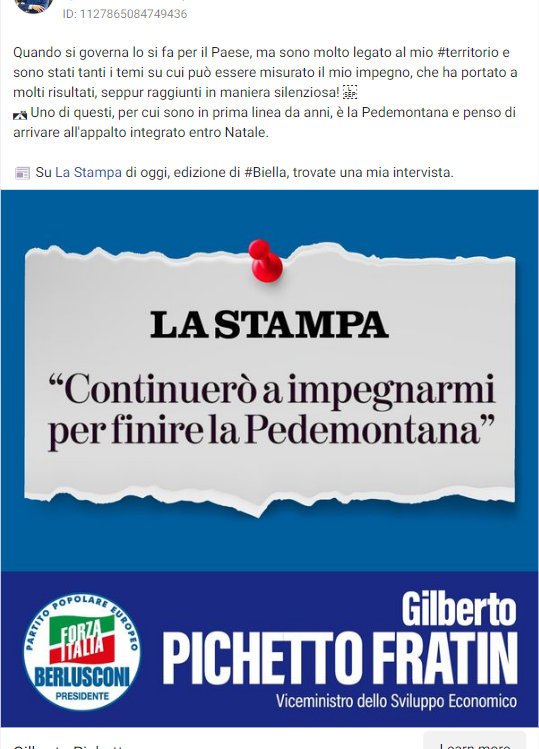 ID: 1127865084749436
Quando si governa lo si fa per il Paese, ma sono molto legato al mio #territorio e
sono stati tanti i temi su cui può essere misurato il mio impegno, che ha portato a
molti risultati, seppur raggiunti in maniera silenziosa!
Uno di questi, per cui sono in prima linea da anni, è la Pedemontana e penso di
arrivare all'appalto integrato entro Natale.
Su La Stampa di oggi, edizione di #Biella, trovate una mia intervista.
LA STAMPA
“Continuerò a impegnarmi
per finire la Pedemontana”
PARTITO POPOLARE EUROPEO
FORZA
ITALIA
BERLUSCONI
PRESIDENTE
Gilberto
PICHETTO FRATIN
Viceministro dello Sviluppo Economico
Learn more